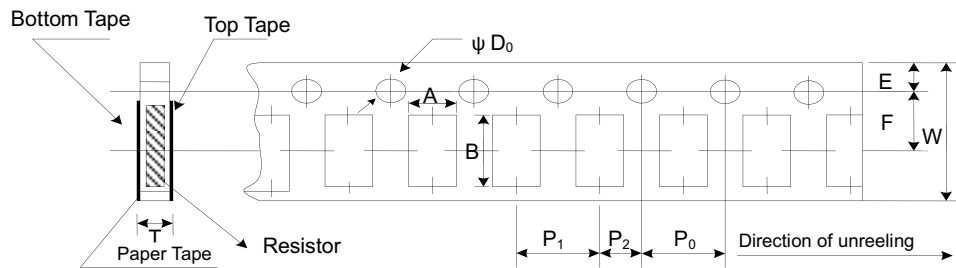 Bottom Tape
Top Tape
ψ D₀
A
E
F
W
B
T
Paper Tape
Resistor
P₁
P₂
P₀
Direction of unreeling